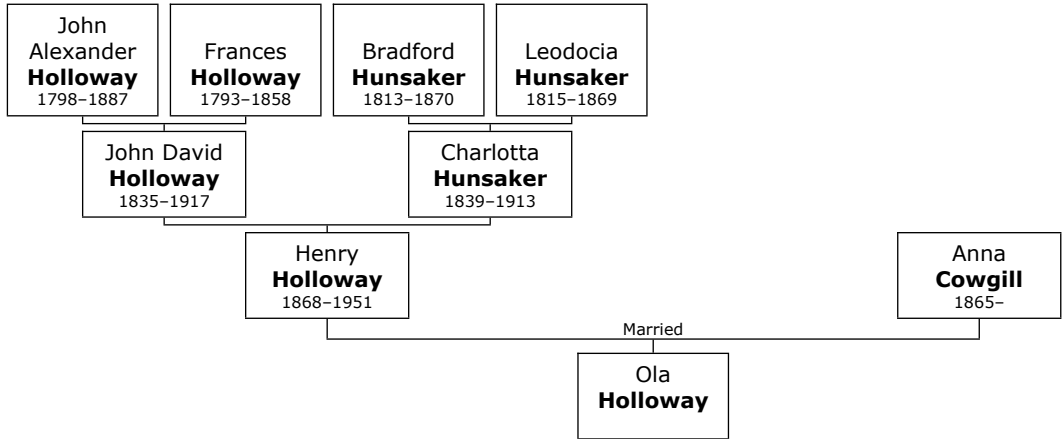 John
Alexander
Holloway
1798–1887
Frances
Holloway
1793–1858
Bradford
Hunsaker
1813–1870
Leodocia
Hunsaker
1815–1869
John David
Holloway
1835–1917
Charlotta
Hunsaker
1839–1913
Henry
Holloway
1868–1951
Anna
Cowgill
1865–
Married
Ola
Holloway